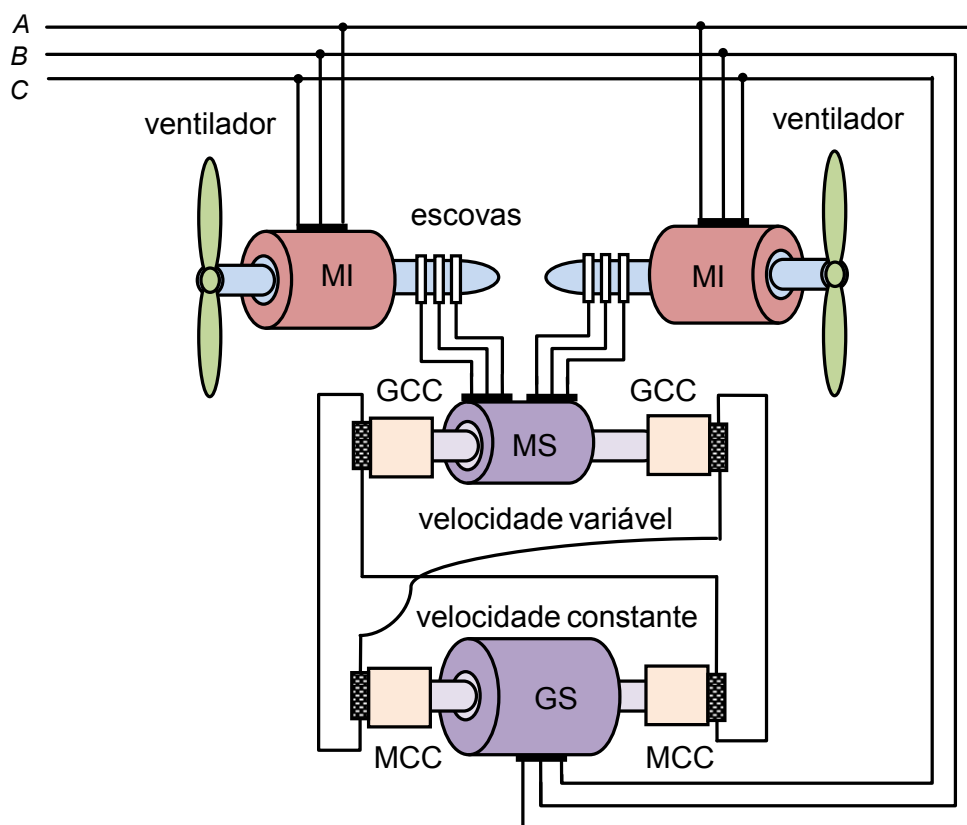 A
B
C
ventilador
ventilador
escovas
MI
MI
GCC
GCC
MS
velocidade variável
velocidade constante
GS
MCC
MCC